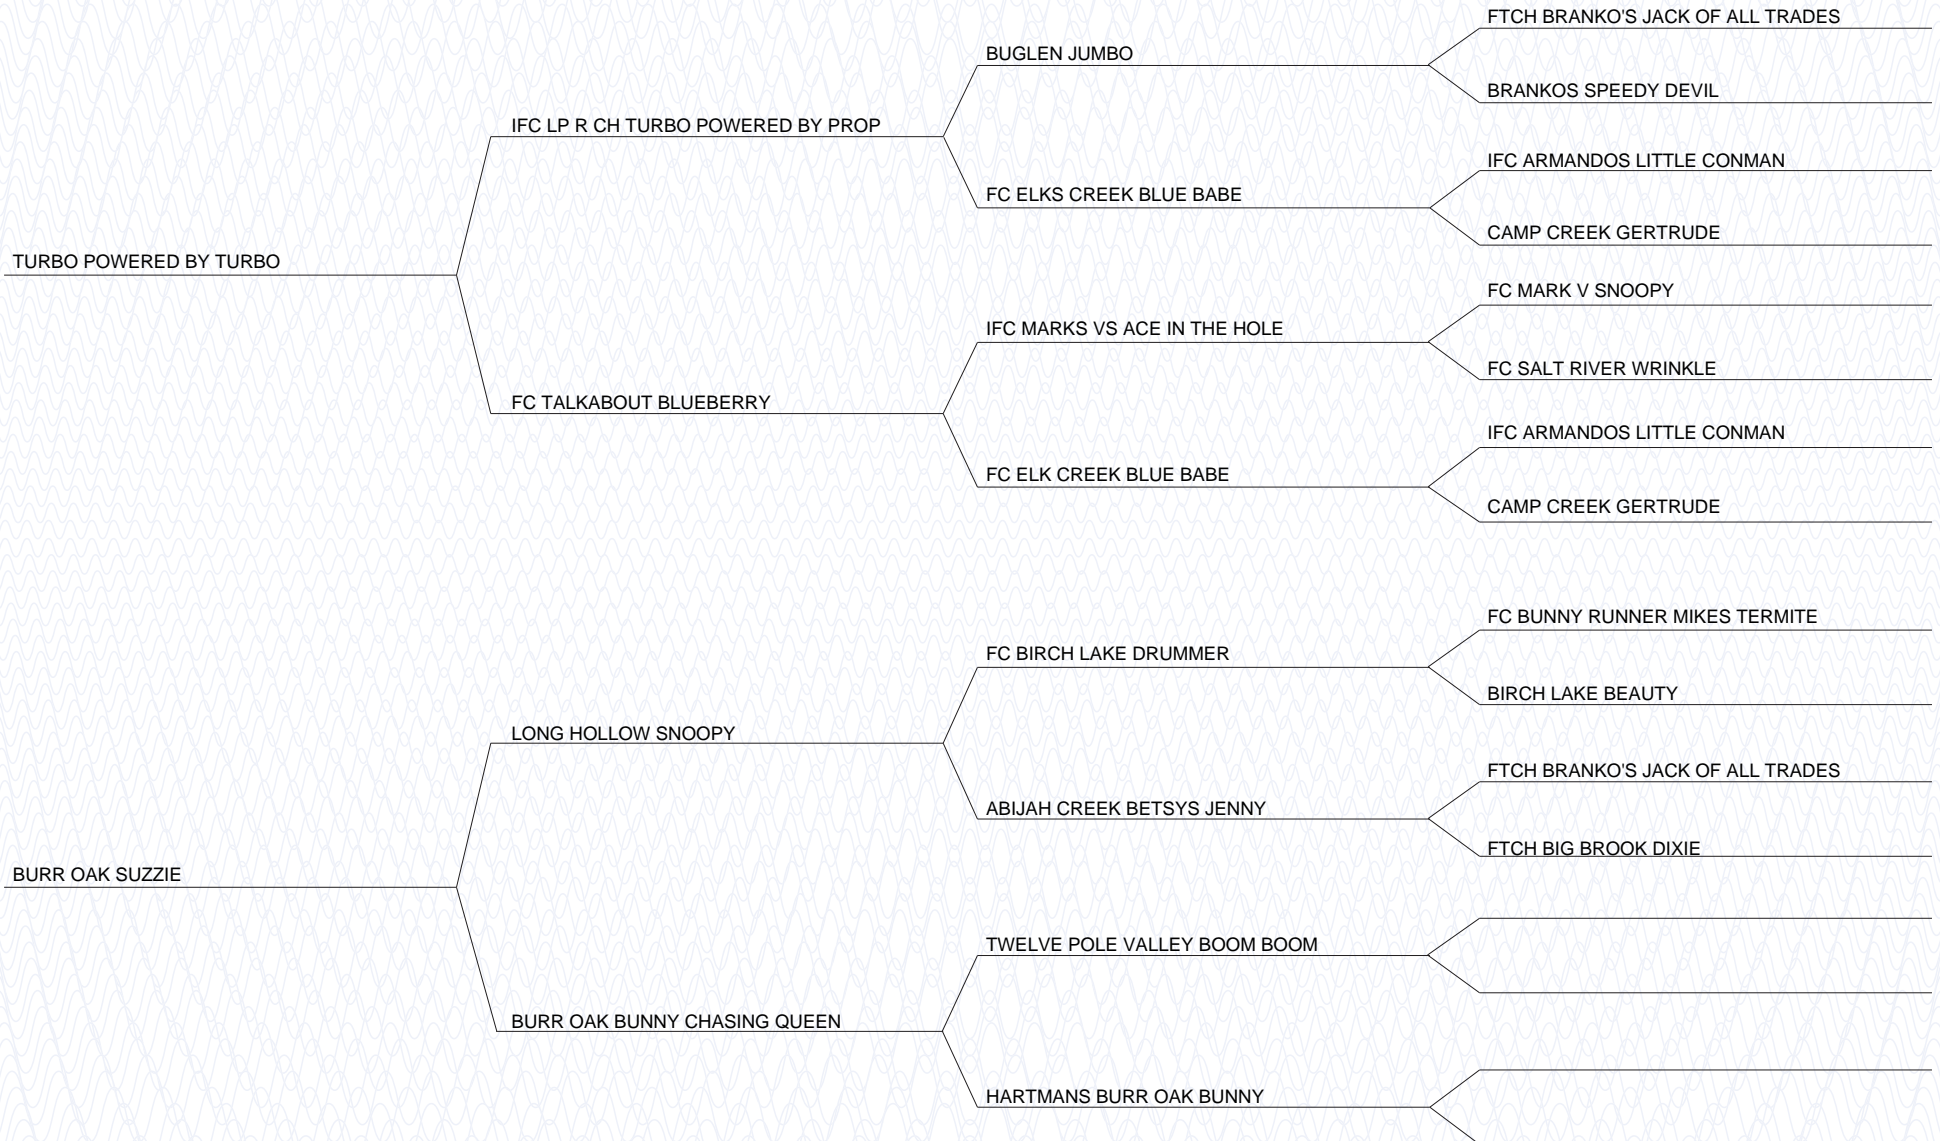 FTCH BRANKO'S JACK OF ALL TRADES
BUGLEN JUMBO
BRANKOS SPEEDY DEVIL
IFC LP R CH TURBO POWERED BY PROP
IFC ARMANDOS LITTLE CONMAN
FC ELKS CREEK BLUE BABE
CAMP CREEK GERTRUDE
TURBO POWERED BY TURBO
FC MARK V SNOOPY
IFC MARKS VS ACE IN THE HOLE
FC SALT RIVER WRINKLE
FC TALKABOUT BLUEBERRY
IFC ARMANDOS LITTLE CONMAN
FC ELK CREEK BLUE BABE
CAMP CREEK GERTRUDE
FC BUNNY RUNNER MIKES TERMITE
FC BIRCH LAKE DRUMMER
BIRCH LAKE BEAUTY
LONG HOLLOW SNOOPY
FTCH BRANKO'S JACK OF ALL TRADES
ABIJAH CREEK BETSYS JENNY
FTCH BIG BROOK DIXIE
BURR OAK SUZZIE
TWELVE POLE VALLEY BOOM BOOM
BURR OAK BUNNY CHASING QUEEN
HARTMANS BURR OAK BUNNY